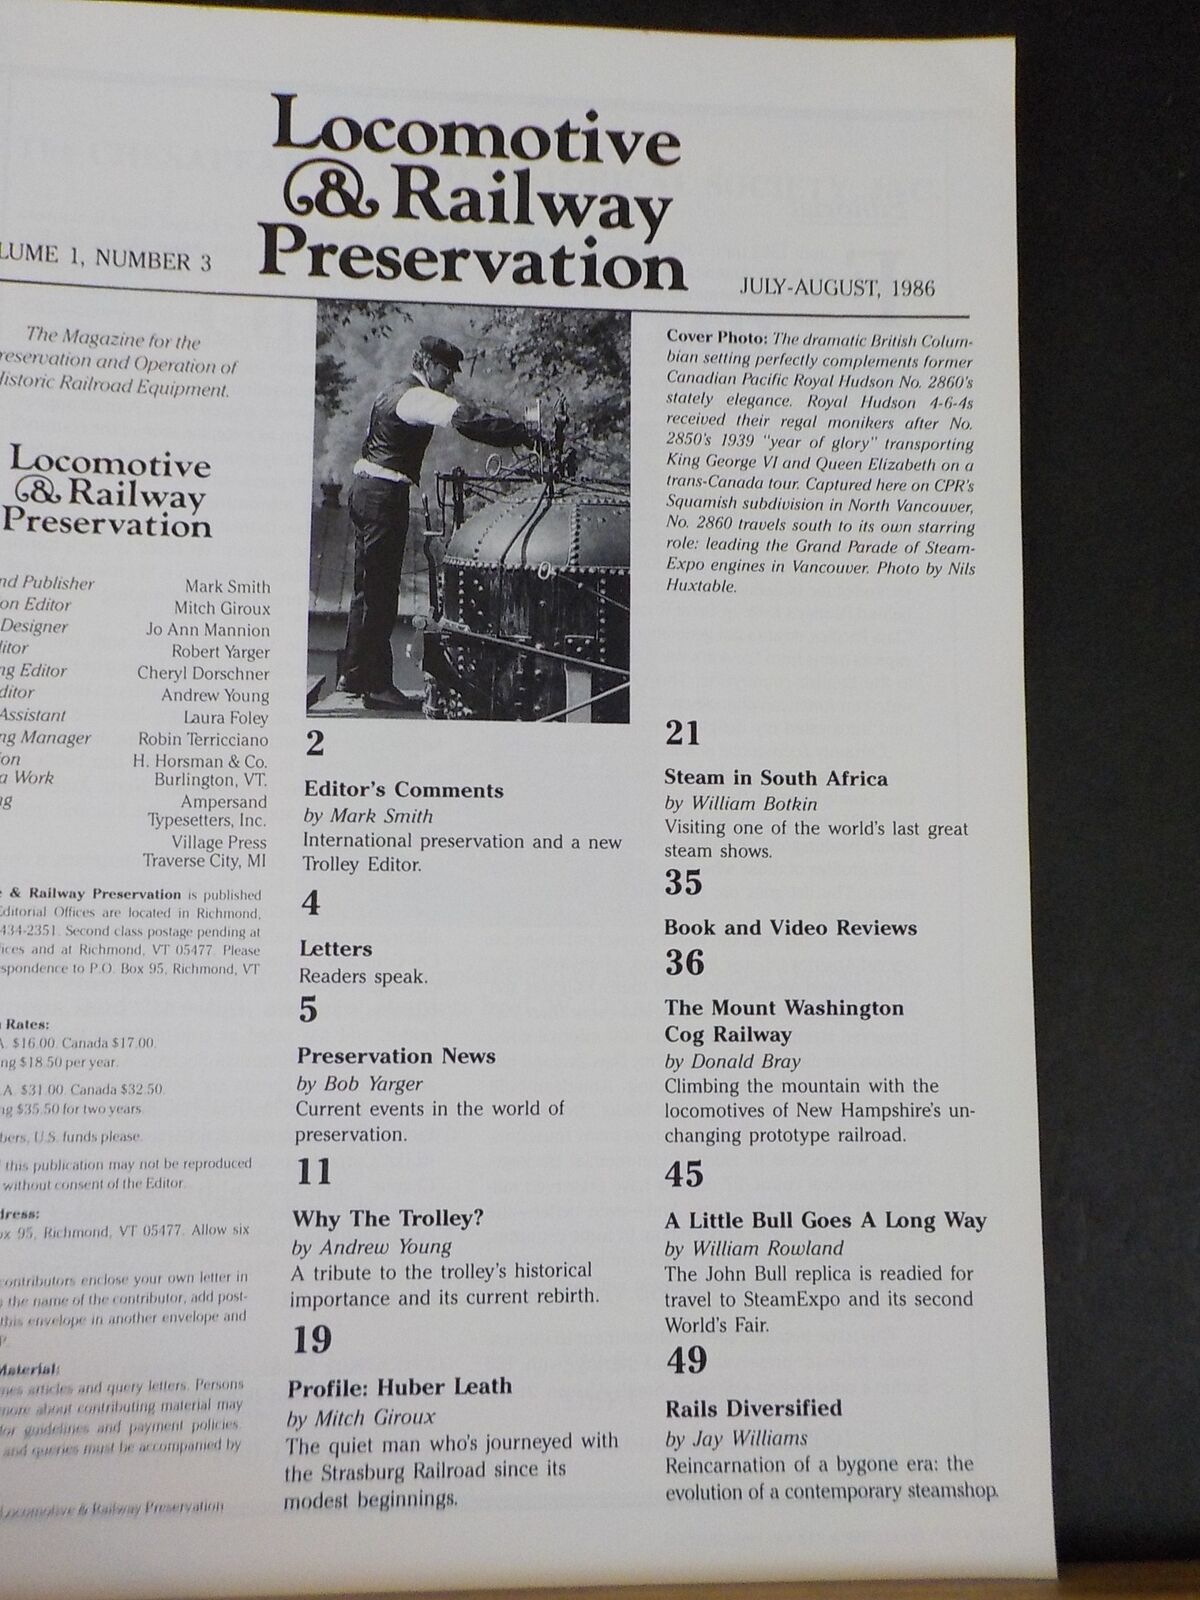 Locomotive
& Railway
Preservation
LUME 1, NUMBER 3
JULY-AUGUST, 1986
The Magazine for the
reservation and Operation of
istoric Railroad Equipment.
Locomotive
& Railway
Preservation
nd Publisher Mark Smith
on Editor Mitch Giroux
Designer Jo Ann Mannion
itor Robert Yarger
ng Editor Cheryl Dorschner
ditor Andrew Young
Assistant Laura Foley
ng Manager Robin Terricciano
ion H. Horsman & Co.
a Work Burlington, VT.
ng Ampersand
Typesetters, Inc.
Village Press
Traverse City, MI
e & Railway Preservation is published
Editorial Offices are located in Richmond,
434-2351. Second class postage pending at
ices and at Richmond, VT 05477. Please
spondence to P.O. Box 95, Richmond, VT
Rates:
A. $16.00. Canada $17.00.
ng $18.50 per year.
.A. $31.00. Canada $32.50.
ng $35.50 for two years.
bers, U.S. funds please.
this publication may not be reproduced
without consent of the Editor.
dress:
ox 95, Richmond, VT 05477. Allow six
contributors enclose your own letter in
the name of the contributor, add post-
this envelope in another envelope and
P.
Material:
mes articles and query letters. Persons
more about contributing material may
for guidelines and payment policies.
and queries must be accompanied by
Locomotive & Railway Preservation
2
Editor's Comments
by Mark Smith
International preservation and a new
Trolley Editor.
4
Letters
Readers speak.
5
Preservation News
by Bob Yarger
Current events in the world of
preservation.
11
Why The Trolley?
by Andrew Young
A tribute to the trolley's historical
importance and its current rebirth.
19
Profile: Huber Leath
by Mitch Giroux
The quiet man who's journeyed with
the Strasburg Railroad since its
modest beginnings.
Cover Photo: The dramatic British Colum-
bian setting perfectly complements former
Canadian Pacific Royal Hudson No. 2860's
stately elegance. Royal Hudson 4-6-4s
received their regal monikers after No.
2850's 1939 "year of glory" transporting
King George VI and Queen Elizabeth on a
trans-Canada tour. Captured here on CPR's
Squamish subdivision in North Vancouver,
No. 2860 travels south to its own starring
role: leading the Grand Parade of Steam-
Expo engines in Vancouver. Photo by Nils
Huxtable.
21
Steam in South Africa
by William Botkin
Visiting one of the world's last great
steam shows.
35
Book and Video Reviews
36
The Mount Washington
Cog Railway
by Donald Bray
Climbing the mountain with the
locomotives of New Hampshire's un-
changing prototype railroad.
45
A Little Bull Goes A Long Way
by William Rowland
The John Bull replica is readied for
travel to SteamExpo and its second
World's Fair.
49
Rails Diversified
by Jay Williams
Reincarnation of a bygone era: the
evolution of a contemporary steamshop.